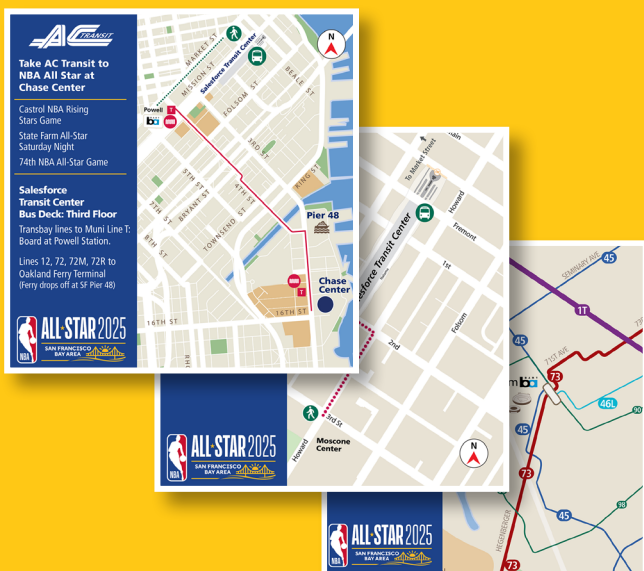 AC TRANSIT
Take AC Transit to
NBA All Star at
Chase Center
Castrol NBA Rising
Stars Game
State Farm All-Star
Saturday Night
74th NBA All-Star Game
Salesforce
Transit Center
Bus Deck: Third Floor
Transbay lines to Muni Line T:
Board at Powell Station.
Lines 12, 72, 72M, 72R to
Oakland Ferry Terminal
(Ferry drops off at SF Pier 48)
NBA
ALL★STAR 2025
SAN FRANCISCO
BAY AREA
N
MARKET ST
MISSION ST
Salesforce Transit Center
BEALE ST
FOLSOM ST
Powell
T
ba
3RD ST
KING ST
5TH ST
4TH ST
7TH ST
BRYANT ST
TOWNSEND ST
8TH ST
Pier 48
T
Chase
Center
16TH ST
16TH ST
To Market Street
Howard
Fremont
Salesforce Transit Center
1st
Folsom
2nd
3rd St
Howard
Moscone
Center
N
NBA
ALL★STAR 2025
SAN FRANCISCO
BAY AREA
SEMINARY AVE
45
1T
45
71ST AVE
73
ba
46L
90
45
73
98
45
HEGENBERGER
73
NBA
ALL★STAR 2025
SAN FRANCISCO
BAY AREA